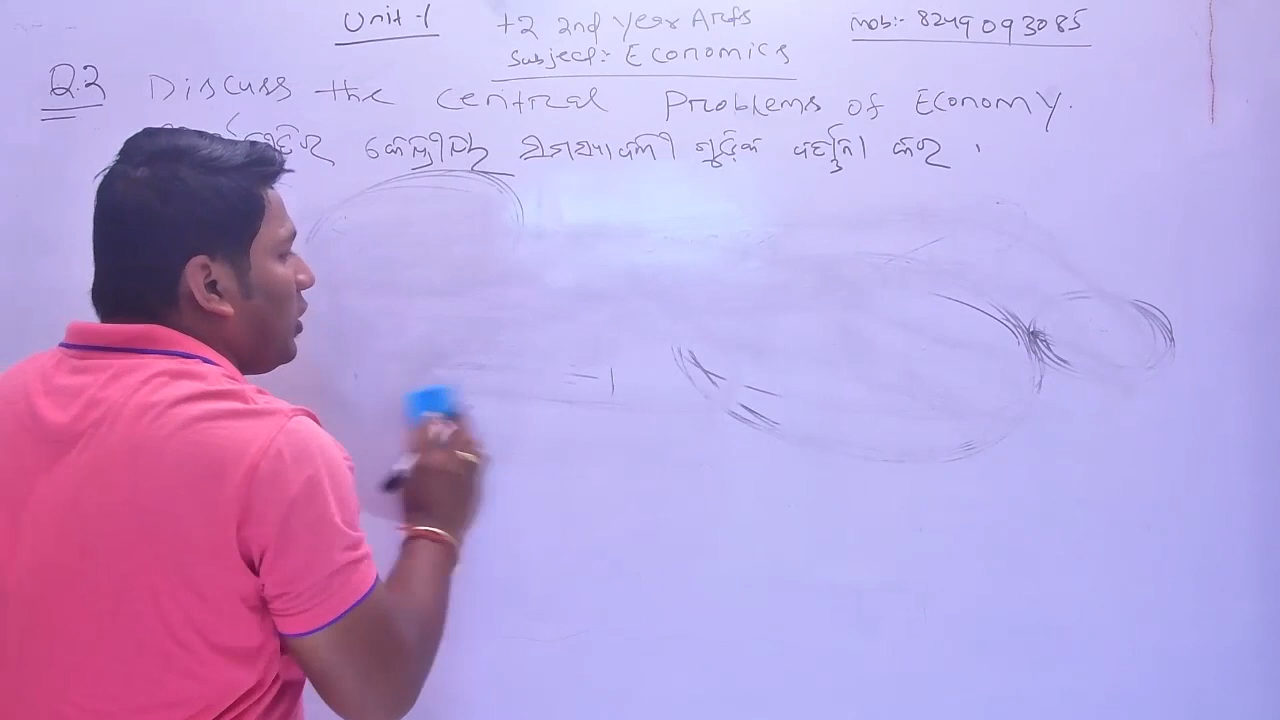 Unit-1 +2 2nd Year Arts mob:- 8249093085
Subject:- Economics
Q.2 Discuss the central Problems of Economy.
କେନ୍ଦ୍ରୀୟ ସମସ୍ୟାବଳୀ ଗୁଡ଼ିକ ବର୍ଣ୍ଣନା କର ।